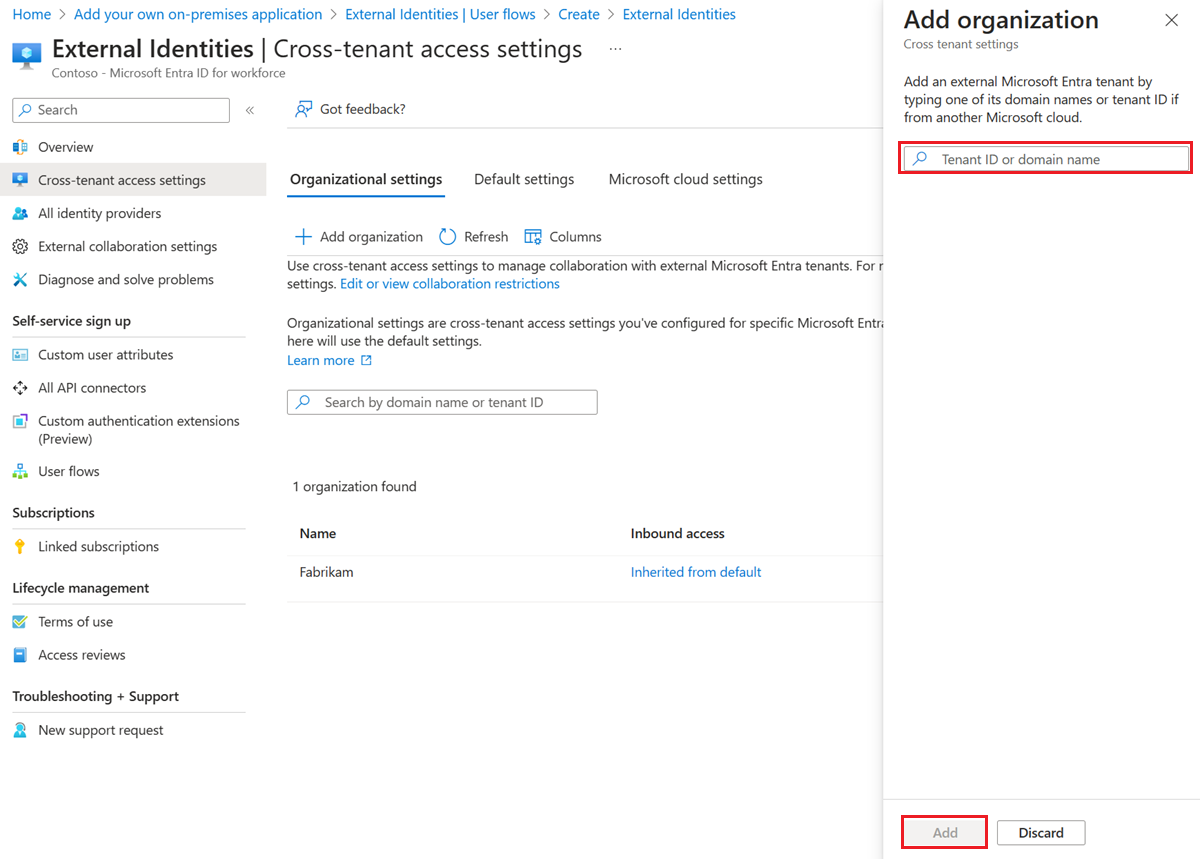 Home > Add your own on-premises application > External Identities | User flows > Create > External Identities
External Identities | Cross-tenant access settings ...
Contoso - Microsoft Entra ID for workforce
Search «
Overview
Cross-tenant access settings
All identity providers
External collaboration settings
Diagnose and solve problems
Self-service sign up
Custom user attributes
All API connectors
Custom authentication extensions
(Preview)
User flows
Subscriptions
Linked subscriptions
Lifecycle management
Terms of use
Access reviews
Troubleshooting + Support
New support request
Got feedback?
Organizational settings Default settings Microsoft cloud settings
Add organization Refresh Columns
Use cross-tenant access settings to manage collaboration with external Microsoft Entra tenants. For
settings. Edit or view collaboration restrictions
Organizational settings are cross-tenant access settings you've configured for specific Microsoft Entra
here will use the default settings.
Learn more
Search by domain name or tenant ID
1 organization found
Name Inbound access
Fabrikam Inherited from default
Add organization
Cross tenant settings
Add an external Microsoft Entra tenant by
typing one of its domain names or tenant ID if
from another Microsoft cloud.
Tenant ID or domain name
Add Discard